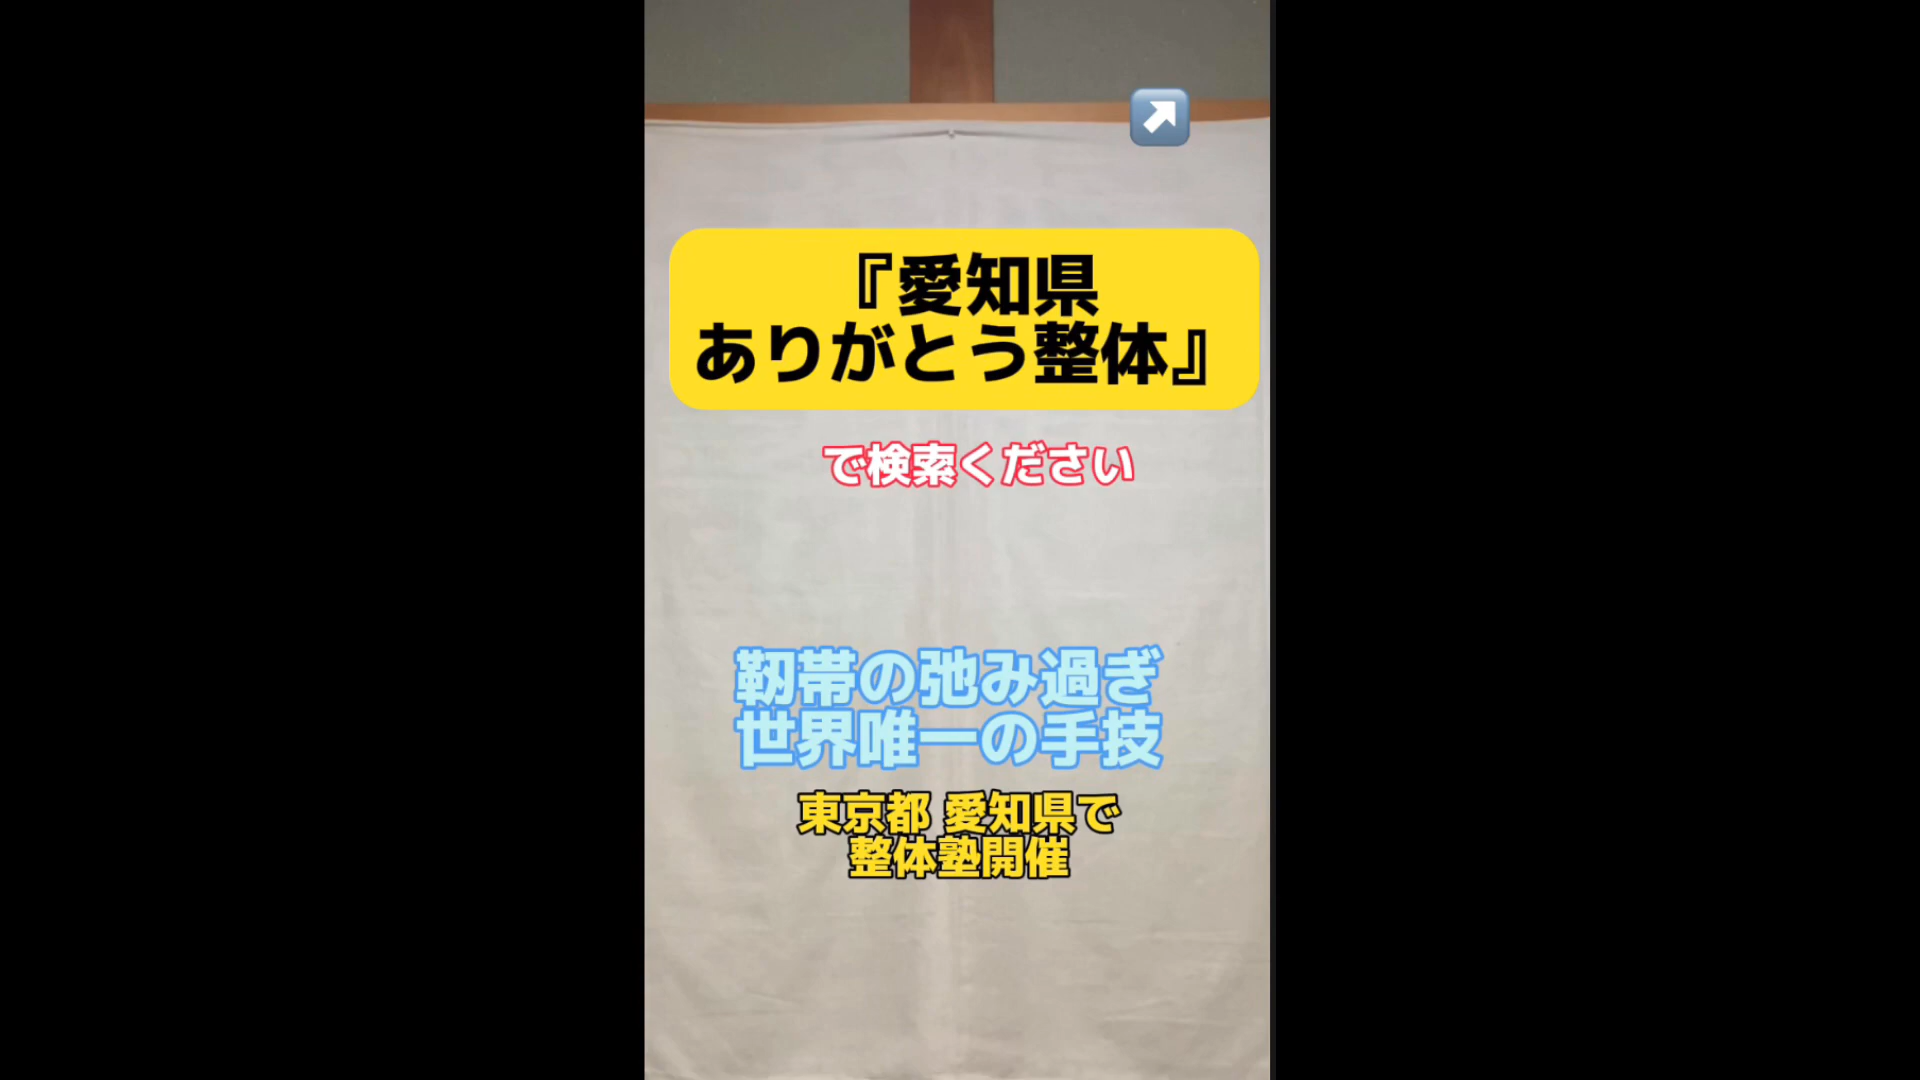 『愛知県
ありがとう整体』
で検索ください
靭帯の弛み過ぎ
世界唯一の手技
東京都 愛知県で
整体塾開催